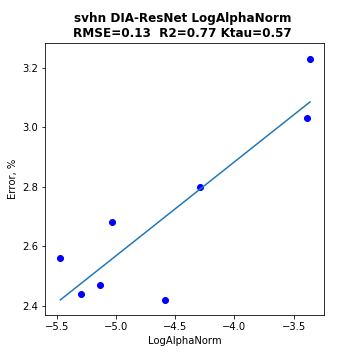 svhn DIA-ResNet LogAlphaNorm
RMSE=0.13 R2=0.77 Ktau=0.57
Error, %
3.2
3.0
2.8
2.6
2.4
−5.5 −5.0 −4.5 −4.0 −3.5
LogAlphaNorm